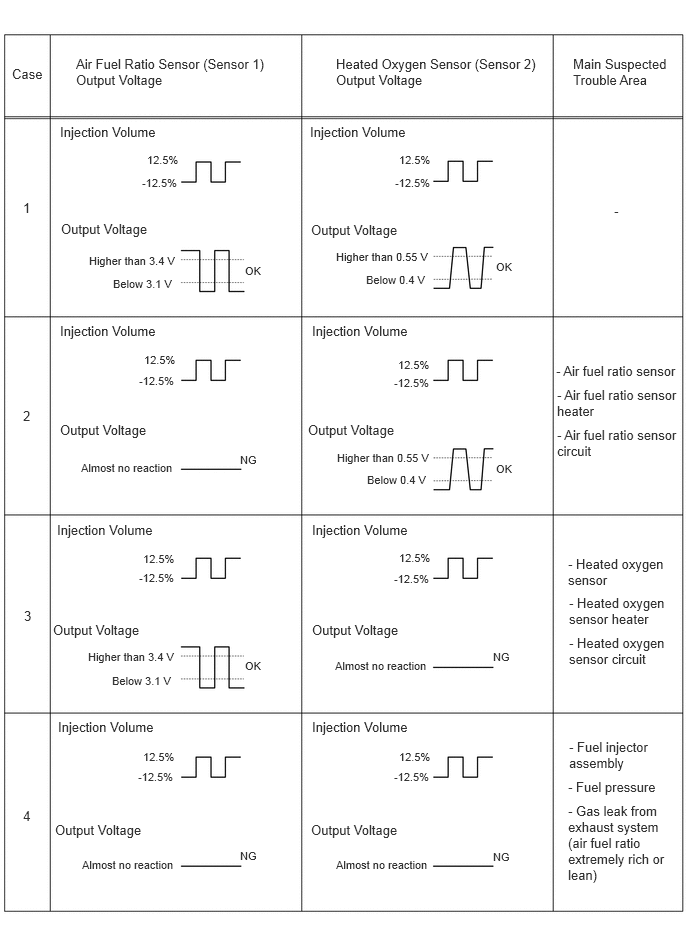 Case
Air Fuel Ratio Sensor (Sensor 1)
Output Voltage
Heated Oxygen Sensor (Sensor 2)
Output Voltage
Main Suspected
Trouble Area
1
Injection Volume
12.5%
-12.5%
Output Voltage
Higher than 3.4 V
Below 3.1 V
OK
Injection Volume
12.5%
-12.5%
Output Voltage
Higher than 0.55 V
Below 0.4 V
OK
-
2
Injection Volume
12.5%
-12.5%
Output Voltage
Almost no reaction
NG
Injection Volume
12.5%
-12.5%
Output Voltage
Higher than 0.55 V
Below 0.4 V
OK
- Air fuel ratio sensor
- Air fuel ratio sensor
heater
- Air fuel ratio sensor
circuit
3
Injection Volume
12.5%
-12.5%
Output Voltage
Higher than 3.4 V
Below 3.1 V
OK
Injection Volume
12.5%
-12.5%
Output Voltage
Almost no reaction
NG
- Heated oxygen
sensor
- Heated oxygen
sensor heater
- Heated oxygen
sensor circuit
4
Injection Volume
12.5%
-12.5%
Output Voltage
Almost no reaction
NG
Injection Volume
12.5%
-12.5%
Output Voltage
Almost no reaction
NG
- Fuel injector
assembly
- Fuel pressure
- Gas leak from
exhaust system
(air fuel ratio
extremely rich or
lean)